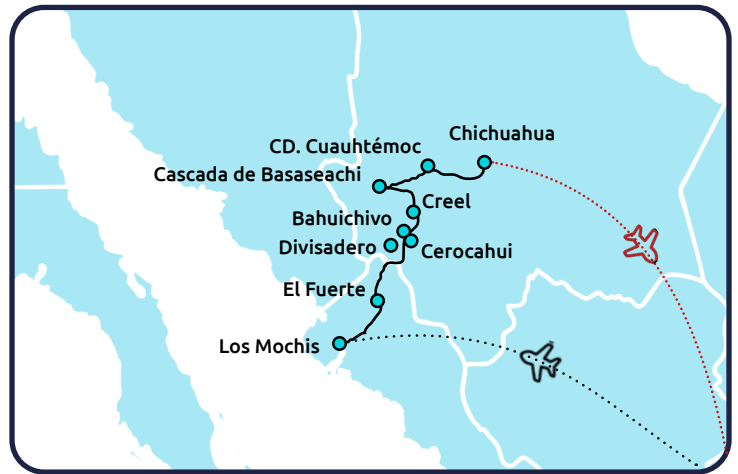 Chichuahua
CD. Cuauhtémoc
Cascada de Basaseachi
Creel
Bahuichivo
Divisadero
Cerocahui
El Fuerte
Los Mochis